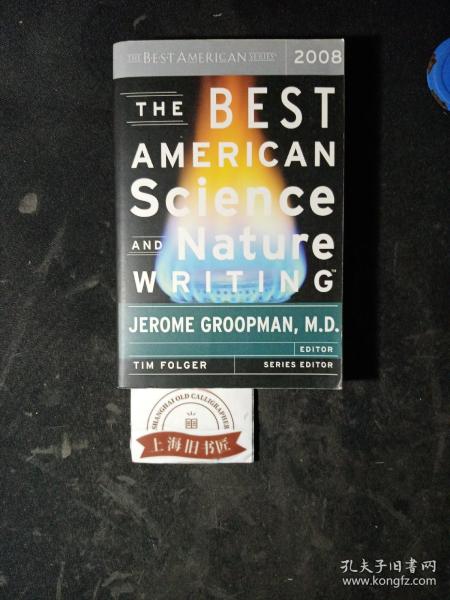 THE BEST AMERICAN SERIES® 2008
THE BEST
AMERICAN
Science
AND Nature
WRITING™
JEROME GROOPMAN, M.D.
EDITOR
TIM FOLGER SERIES EDITOR
SHANGHAI OLD CALLIGRAPHER
上海旧书匠
孔夫子旧书网
www.kongfz.com